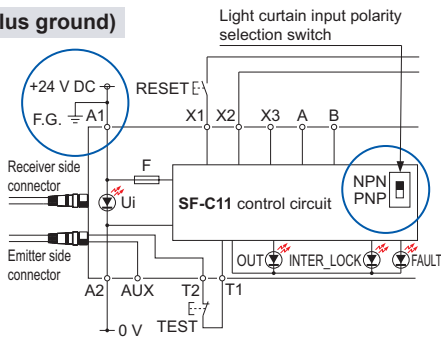 lus ground)
Light curtain input polarity
selection switch
+24 V DC
RESET
F.G.
A1
X1
X2
X3
A
B
Receiver side
connector
F
Ui
SF-C11 control circuit
NPN
PNP
Emitter side
connector
OUT
INTER_LOCK
FAULT
A2
AUX
T2
T1
TEST
0 V